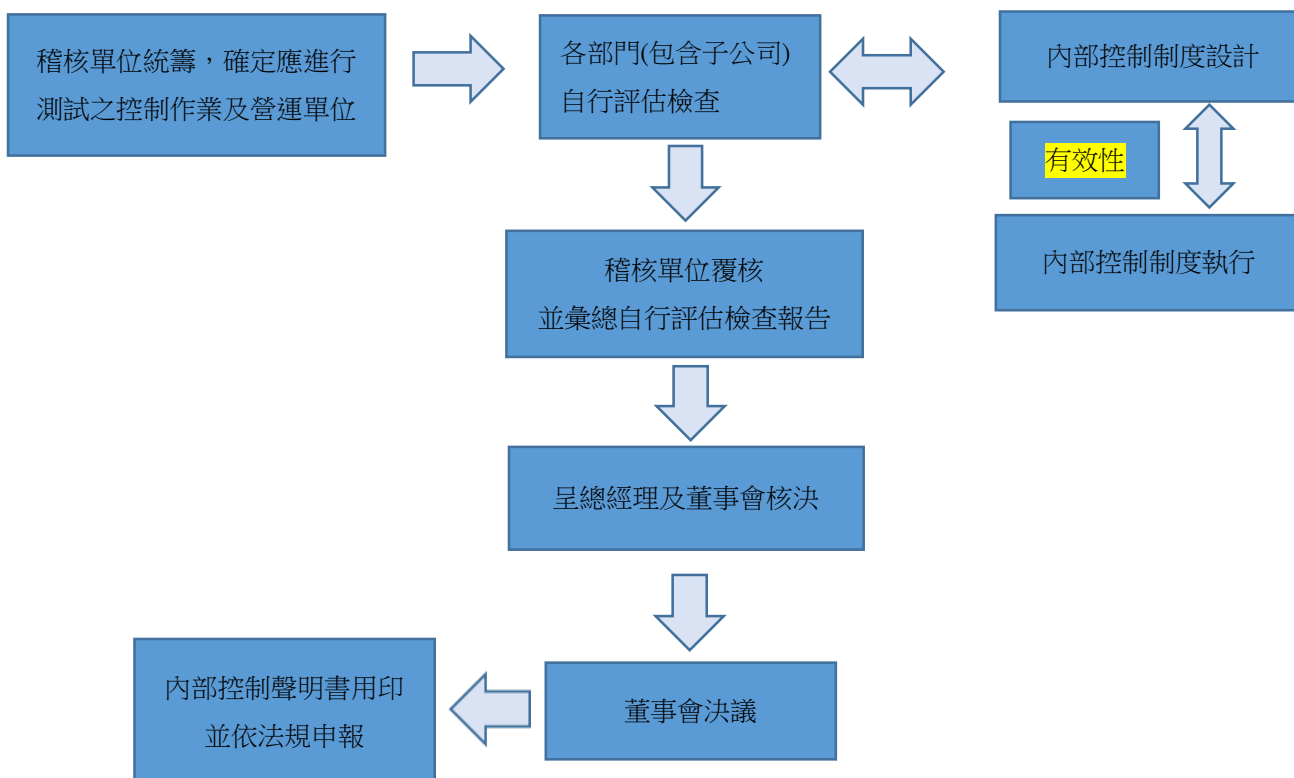 稽核單位統籌，確定應進行
測試之控制作業及營運單位
各部門(包含子公司)
自行評估檢查
內部控制制度設計
有效性
內部控制制度執行
稽核單位覆核
並彙總自行評估檢查報告
呈總經理及董事會核決
董事會決議
內部控制聲明書用印
並依法規申報